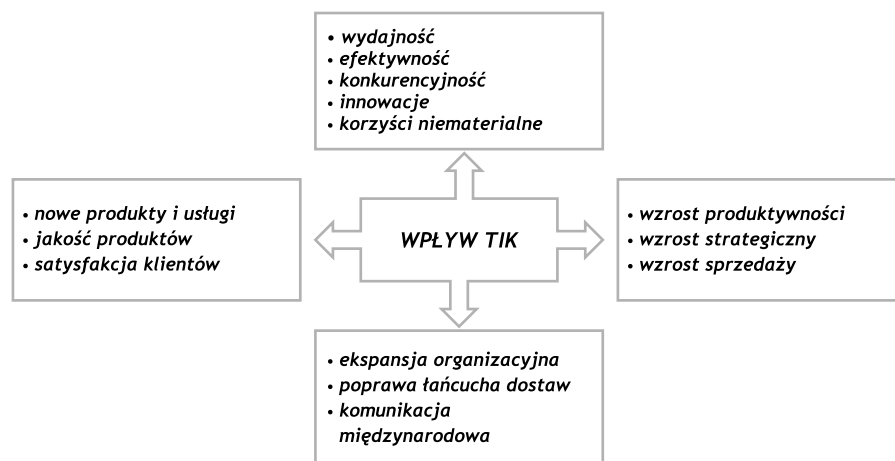 • wydajność
• efektywność
• konkurencyjność
• innowacje
• korzyści niematerialne
• nowe produkty i usługi
• jakość produktów
• satysfakcja klientów
WPŁYW TIK
• wzrost produktywności
• wzrost strategiczny
• wzrost sprzedaży
• ekspansja organizacyjna
• poprawa łańcucha dostaw
• komunikacja
międzynarodowa